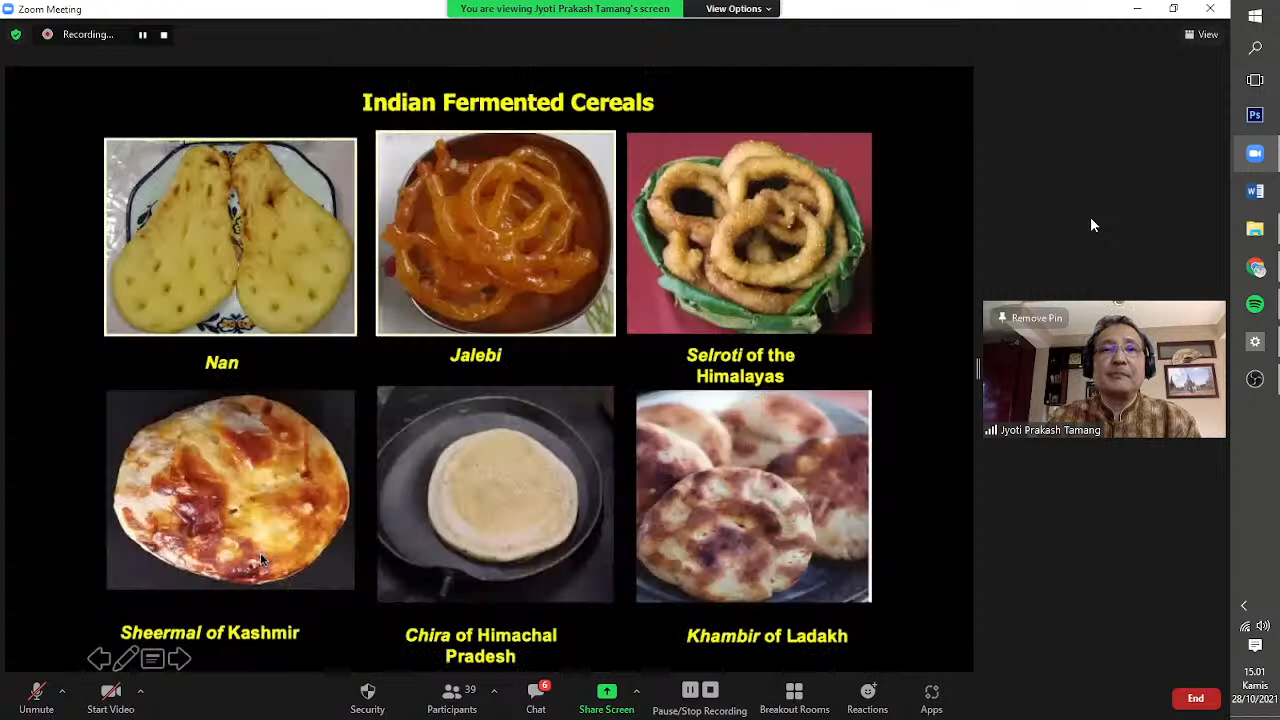 Zoom Meeting
You are viewing Jyoti Prakash Tamang's screen
View Options
Recording...
View
Indian Fermented Cereals
Nan
Jalebi
Selroti of the
Himalayas
Sheermal of Kashmir
Chira of Himachal
Pradesh
Khambir of Ladakh
Remove Pin
Jyoti Prakash Tamang
Ps
W
Unmute
Start Video
Security
39
Participants
6
Chat
Share Screen
Pause/Stop Recording
Breakout Rooms
Reactions
Apps
End
15.01
Kamis